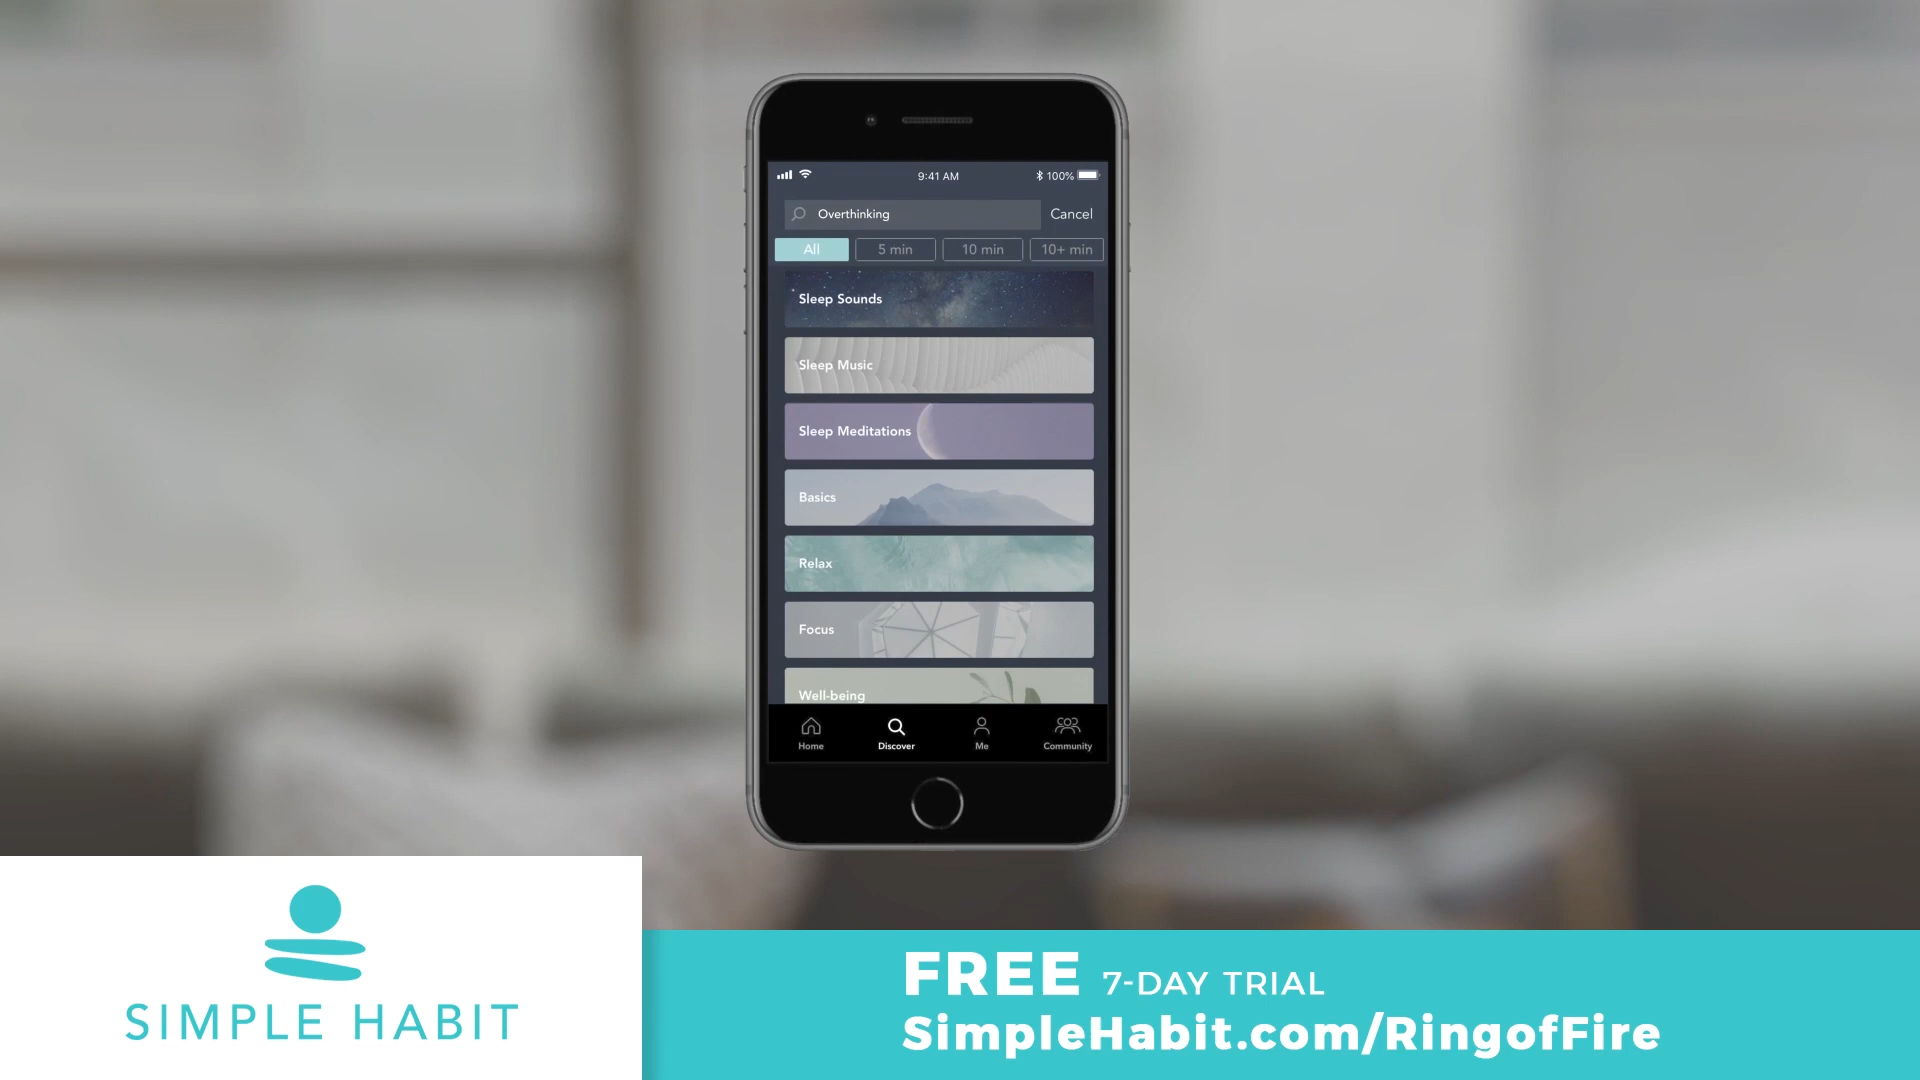 9:41 AM
100%
Overthinking
Cancel
All
5 min
10 min
10+ min
Sleep Sounds
Sleep Music
Sleep Meditations
Basics
Relax
Focus
Well-being
Home
Discover
Me
Community
SIMPLE HABIT
FREE 7-DAY TRIAL
SimpleHabit.com/RingofFire